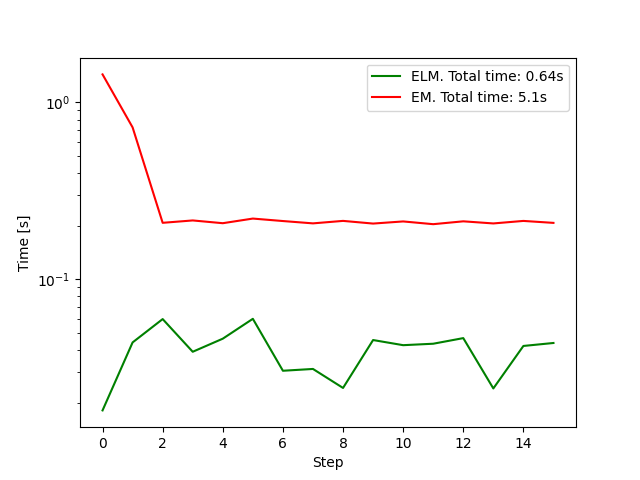 ELM. Total time: 0.64s
EM. Total time: 5.1s
10⁰
10⁻¹
Time [s]
0 2 4 6 8 10 12 14
Step